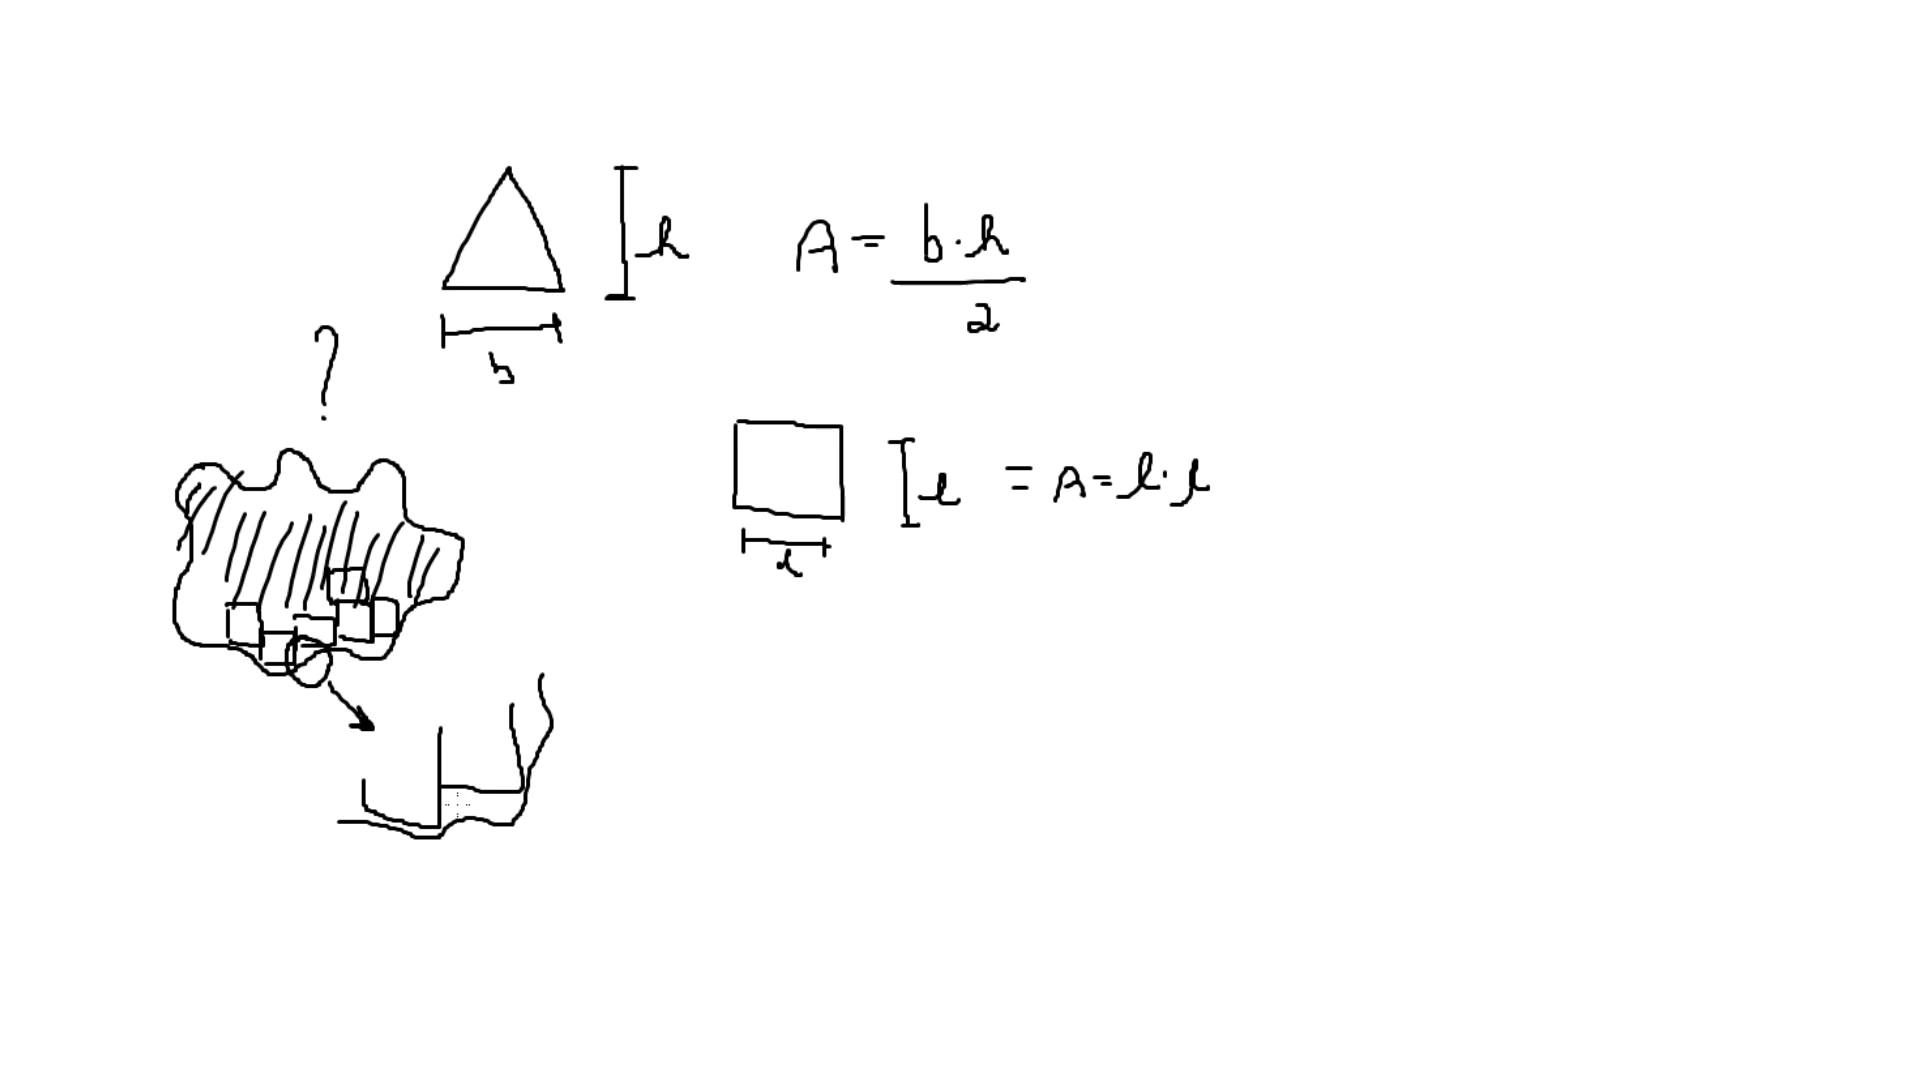 h
A = b·h
2
b
?
l = A = l·l
l